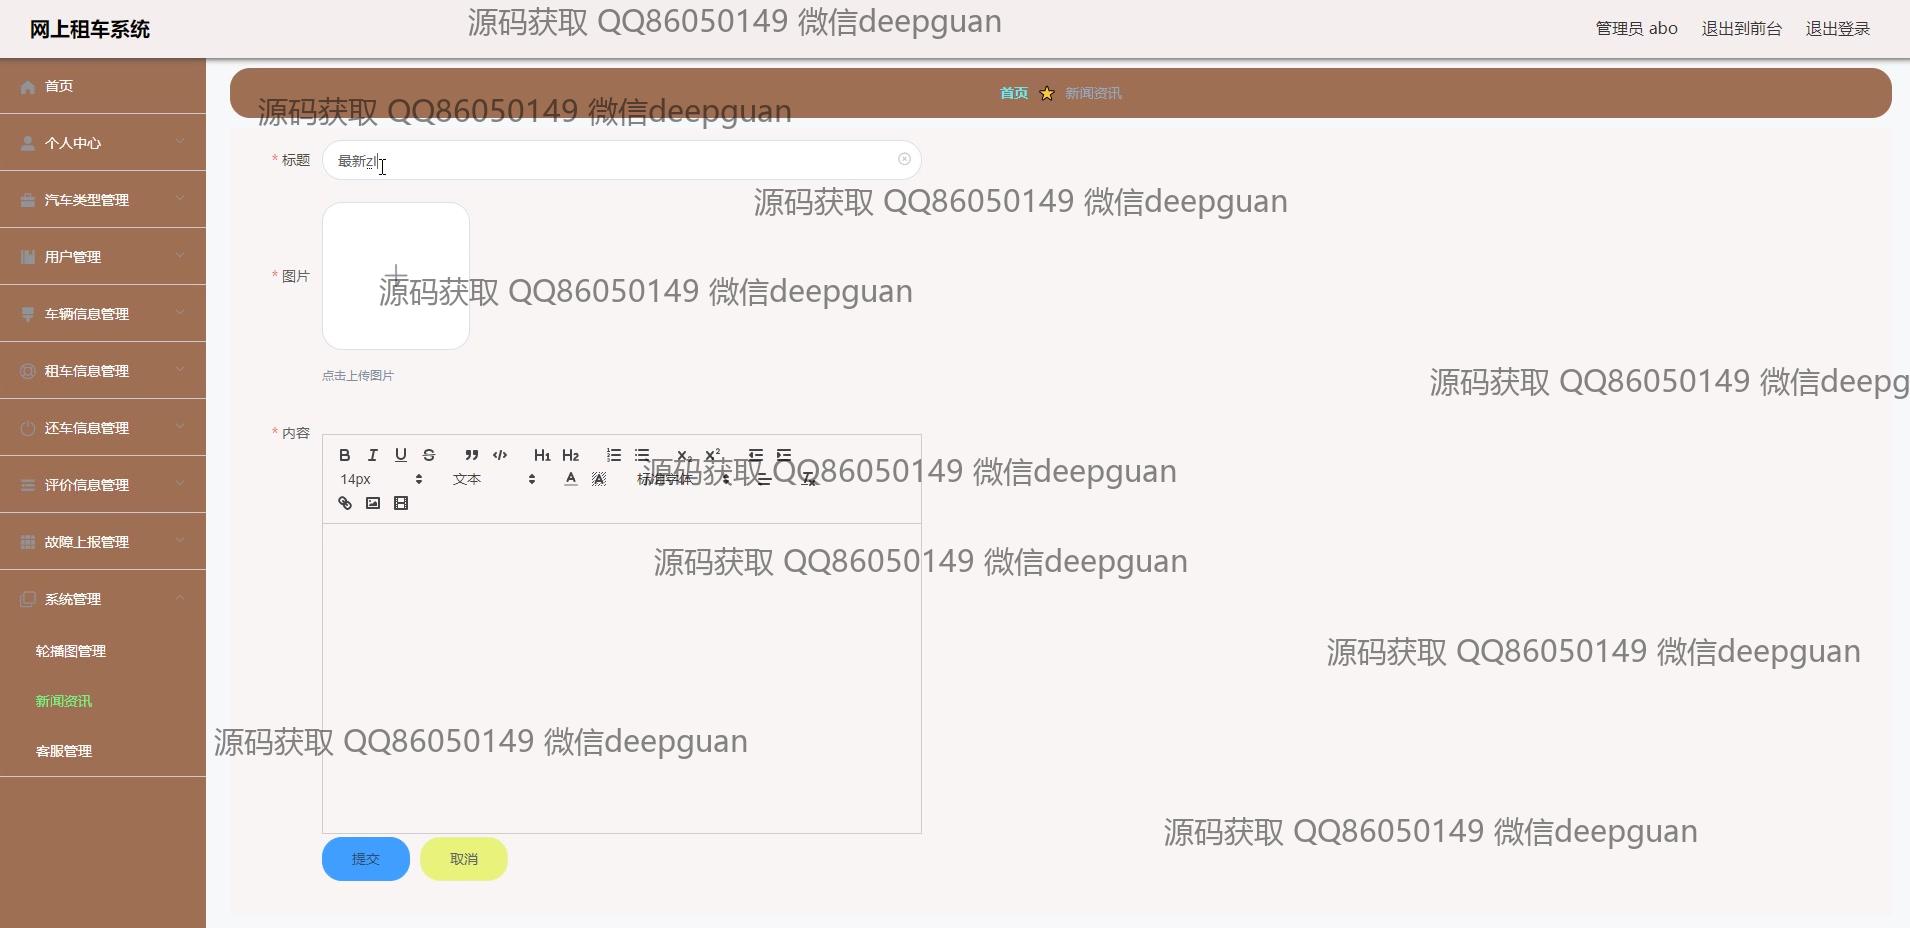 网上租车系统
源码获取 QQ86050149 微信deepguan
管理员 abo 退出到前台 退出登录
首页
个人中心
汽车类型管理
用户管理
车辆信息管理
租车信息管理
还车信息管理
评价信息管理
故障上报管理
系统管理
轮播图管理
新闻资讯
客服管理
首页 新闻资讯
源码获取 QQ86050149 微信deepguan
* 标题 最新zl
源码获取 QQ86050149 微信deepguan
* 图片
源码获取 QQ86050149 微信deepguan
点击上传图片
源码获取 QQ86050149 微信deepg
* 内容
B I U S H1 H2 X2 X2
源码获取 QQ86050149 微信deepguan
14px 文本 A A 标准字体 Tx
源码获取 QQ86050149 微信deepguan
源码获取 QQ86050149 微信deepguan
源码获取 QQ86050149 微信deepguan
源码获取 QQ86050149 微信deepguan
提交 取消